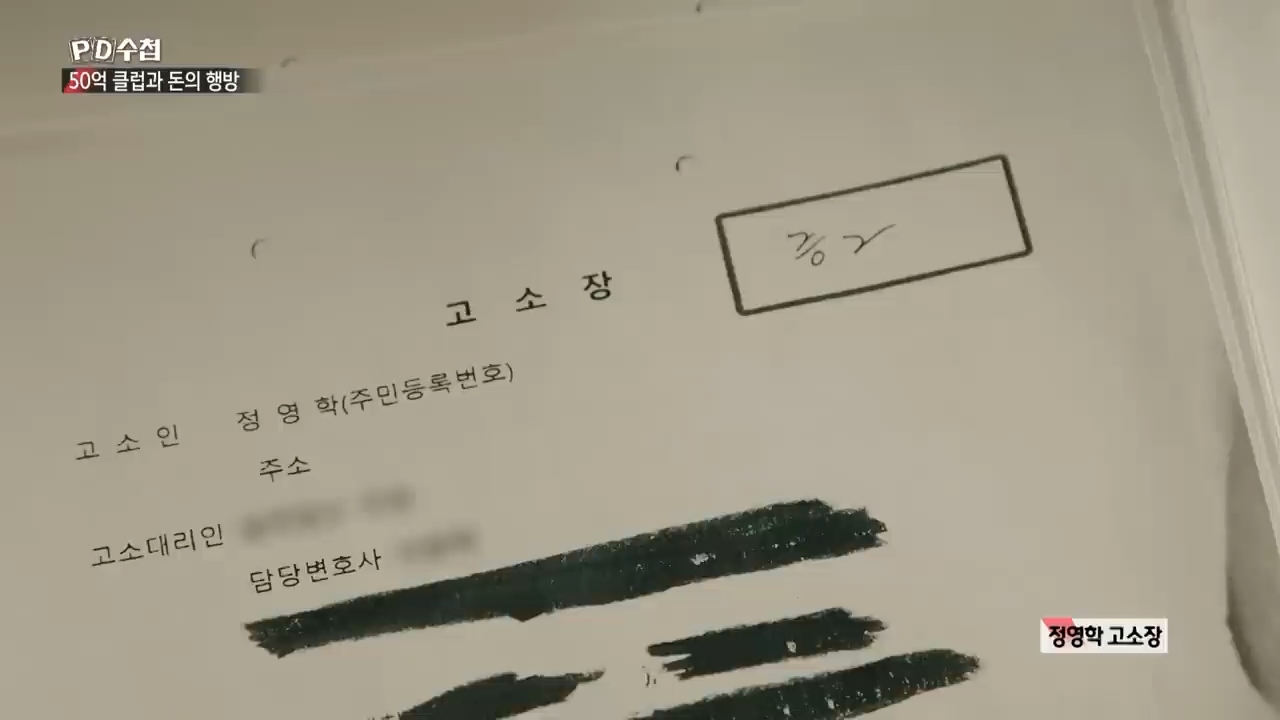 PD수첩
50억 클럽과 돈의 행방
증거
고 소 장
고 소 인 정 영 학(주민등록번호)
주소
고소대리인
담당변호사
정영학 고소장